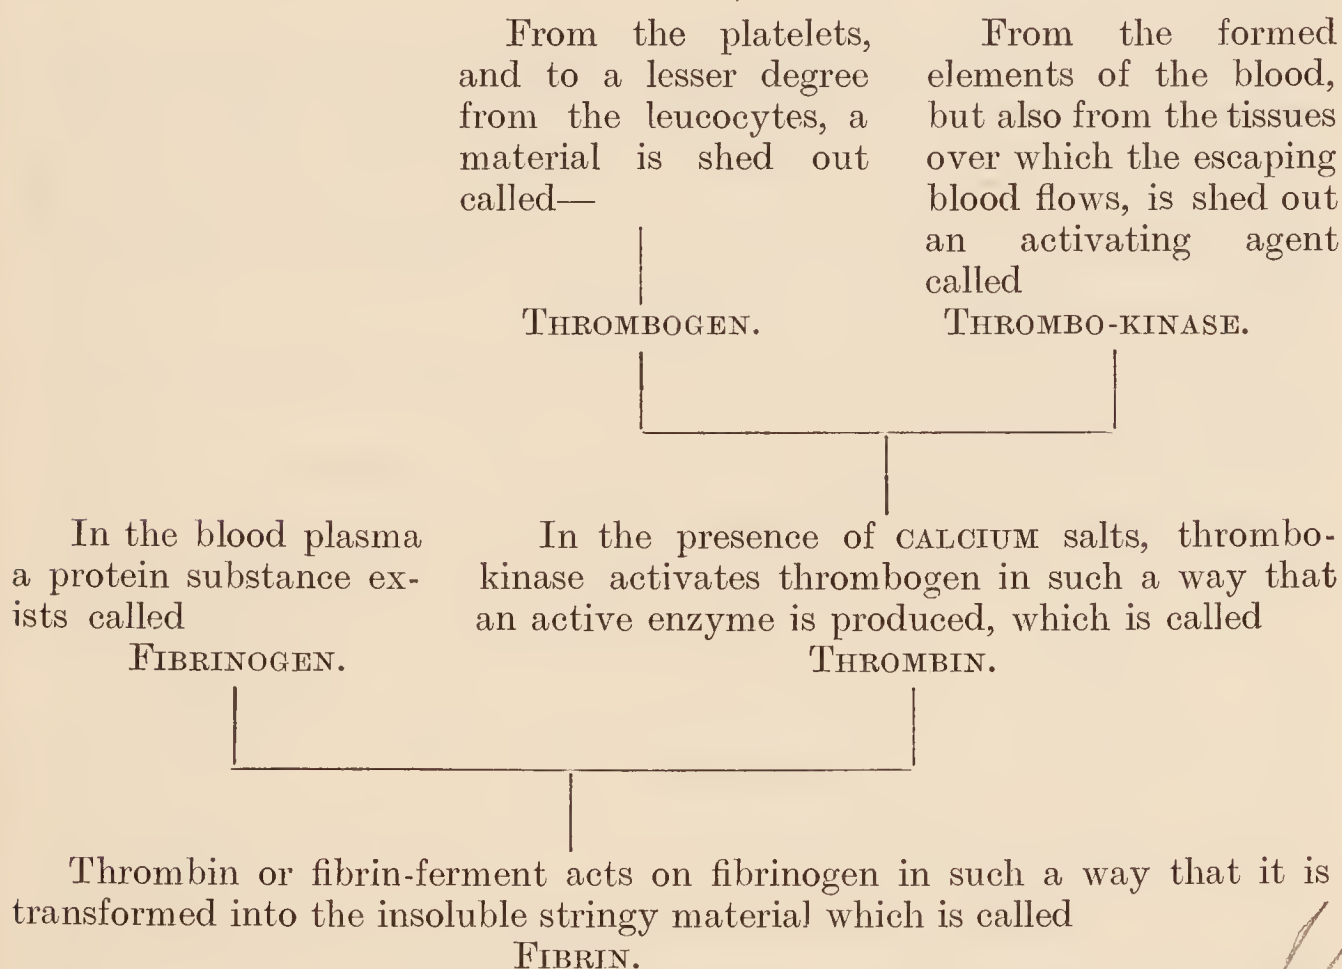 From the platelets,
and to a lesser degree
from the leucocytes, a
material is shed out
called—
THROMBOGEN.
From the formed
elements of the blood,
but also from the tissues
over which the escaping
blood flows, is shed out
an activating agent
called
THROMBO-KINASE.
In the blood plasma
a protein substance ex-
ists called
FIBRINOGEN.
In the presence of CALCIUM salts, thrombo-
kinase activates thrombogen in such a way that
an active enzyme is produced, which is called
THROMBIN.
Thrombin or fibrin-ferment acts on fibrinogen in such a way that it is
transformed into the insoluble stringy material which is called
FIBRIN.